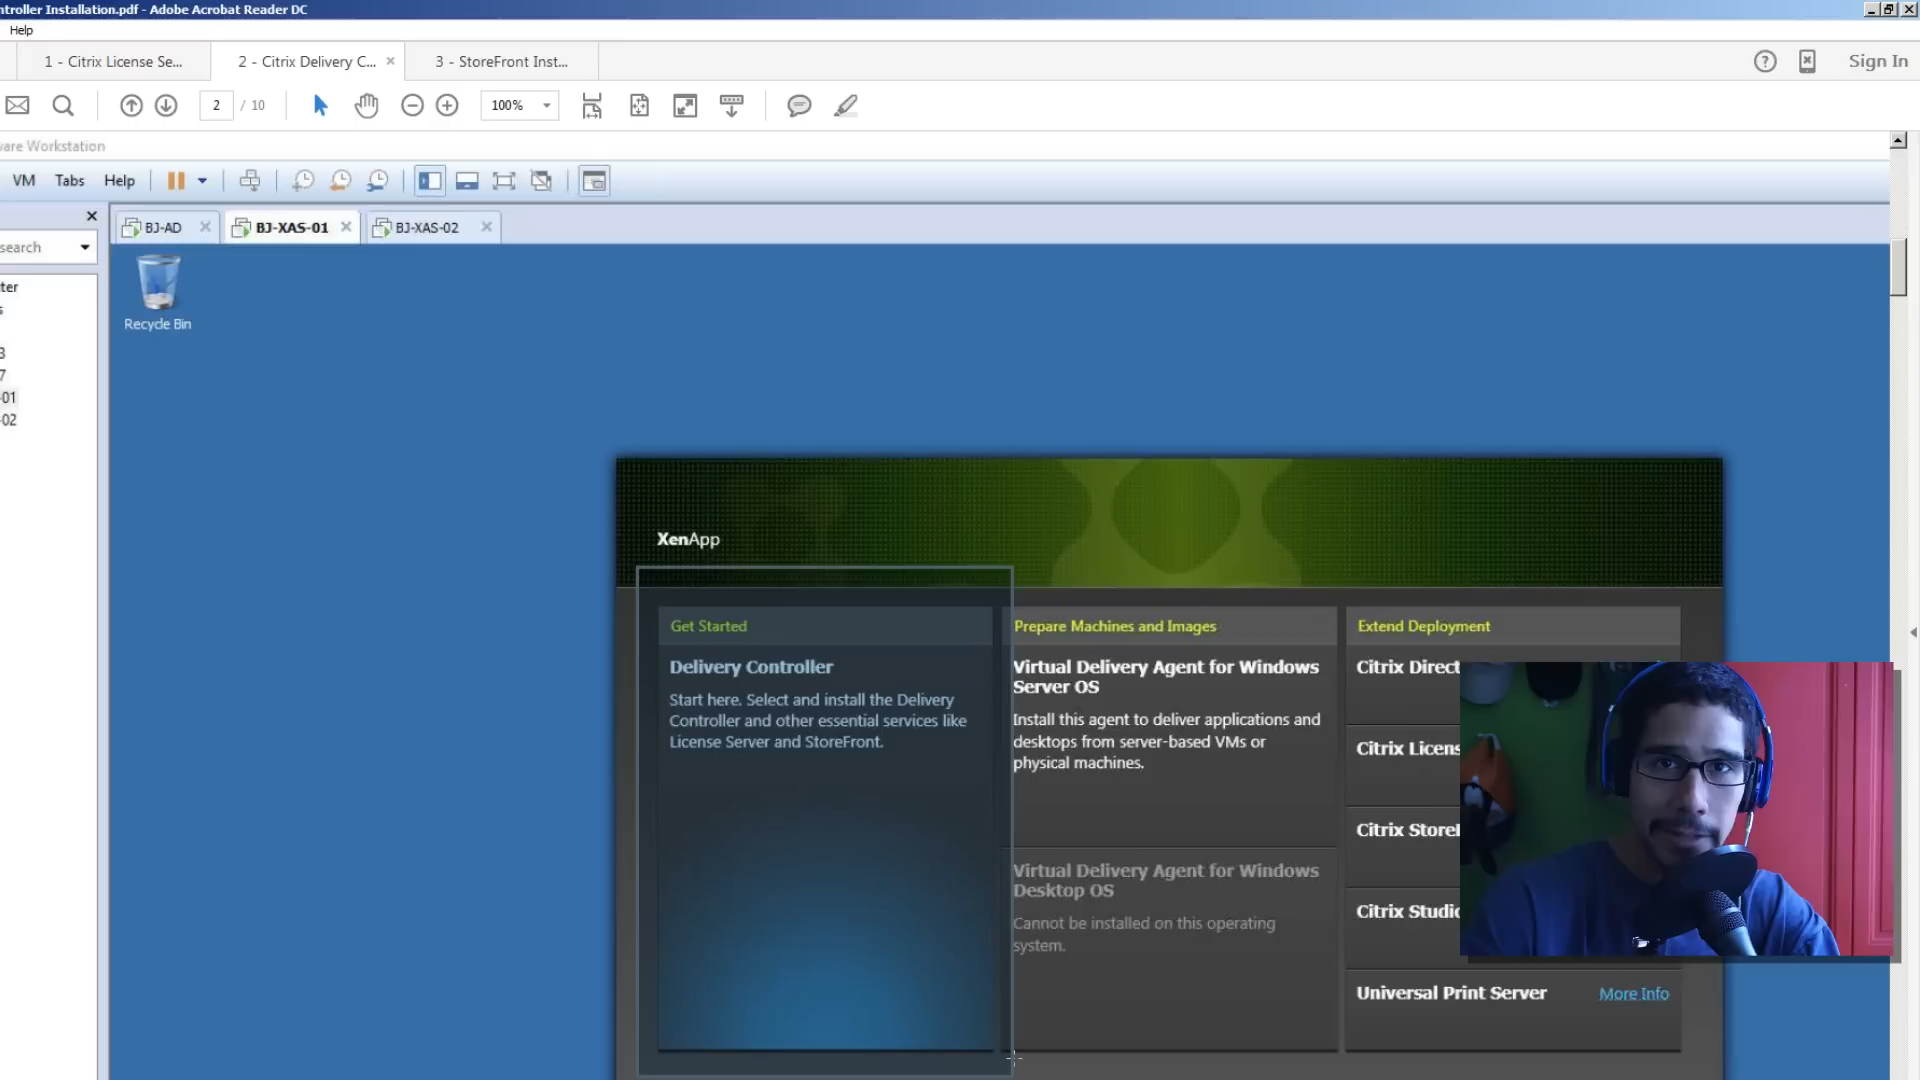 ntroller Installation.pdf - Adobe Acrobat Reader DC
Help
1 - Citrix License Se...
2 - Citrix Delivery C...
3 - StoreFront Inst...
Sign In
2 / 10
100%
are Workstation
VM Tabs Help
search
BJ-AD
BJ-XAS-01
BJ-XAS-02
ter
s
3
7
-01
-02
Recycle Bin
XenApp
Get Started
Delivery Controller
Start here. Select and install the Delivery
Controller and other essential services like
License Server and StoreFront.
Prepare Machines and Images
Virtual Delivery Agent for Windows
Server OS
Install this agent to deliver applications and
desktops from server-based VMs or
physical machines.
Virtual Delivery Agent for Windows
Desktop OS
Cannot be installed on this operating
system.
Extend Deployment
Citrix Direct
Citrix Licens
Citrix Store
Citrix Studio
Universal Print Server More Info